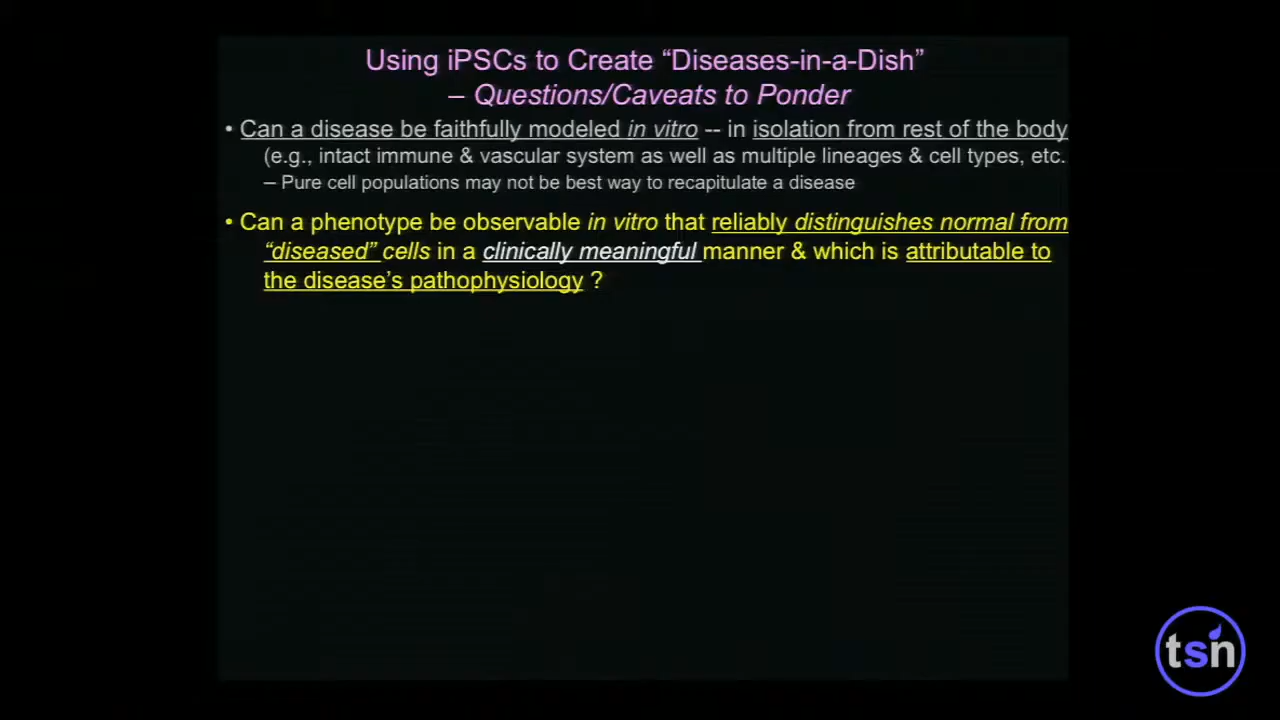 Using iPSCs to Create “Diseases-in-a-Dish”
– Questions/Caveats to Ponder
• Can a disease be faithfully modeled in vitro -- in isolation from rest of the body
(e.g., intact immune & vascular system as well as multiple lineages & cell types, etc.
– Pure cell populations may not be best way to recapitulate a disease
• Can a phenotype be observable in vitro that reliably distinguishes normal from
“diseased” cells in a clinically meaningful manner & which is attributable to
the disease’s pathophysiology ?
tsn